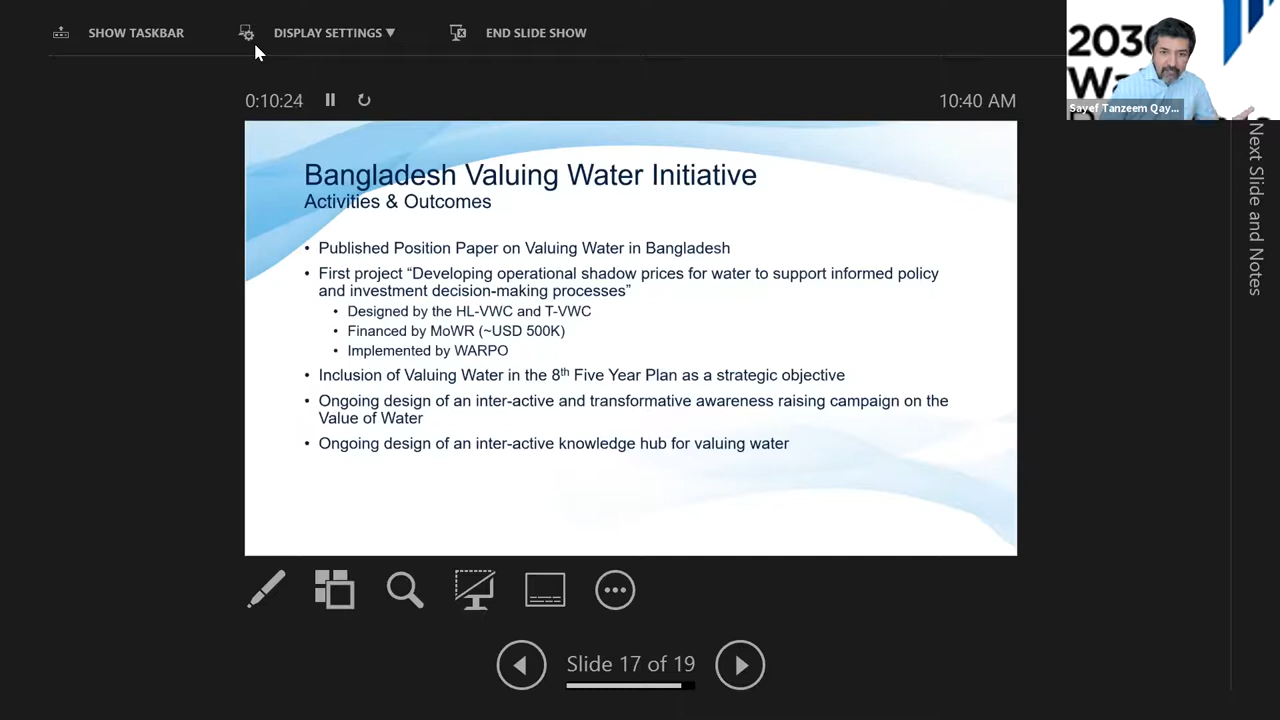 SHOW TASKBAR
DISPLAY SETTINGS ▼
END SLIDE SHOW
2030
Sayef Tanzeem Qay...
0:10:24
10:40 AM
Next Slide and Notes
Bangladesh Valuing Water Initiative
Activities & Outcomes
• Published Position Paper on Valuing Water in Bangladesh
• First project “Developing operational shadow prices for water to support informed policy
and investment decision-making processes”
• Designed by the HL-VWC and T-VWC
• Financed by MoWR (~USD 500K)
• Implemented by WARPO
• Inclusion of Valuing Water in the 8th Five Year Plan as a strategic objective
• Ongoing design of an inter-active and transformative awareness raising campaign on the
Value of Water
• Ongoing design of an inter-active knowledge hub for valuing water
Slide 17 of 19